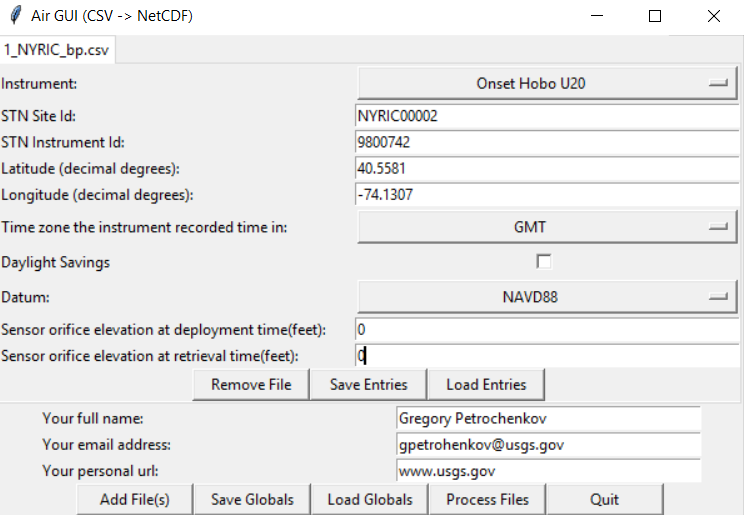 Air GUI (CSV -> NetCDF)
1_NYRIC_bp.csv
Instrument: Onset Hobo U20
STN Site Id: NYRIC00002
STN Instrument Id: 9800742
Latitude (decimal degrees): 40.5581
Longitude (decimal degrees): -74.1307
Time zone the instrument recorded time in: GMT
Daylight Savings
Datum: NAVD88
Sensor orifice elevation at deployment time(feet): 0
Sensor orifice elevation at retrieval time(feet): 0
Remove File Save Entries Load Entries
Your full name: Gregory Petrochenkov
Your email address: gpetrohenkov@usgs.gov
Your personal url: www.usgs.gov
Add File(s) Save Globals Load Globals Process Files Quit